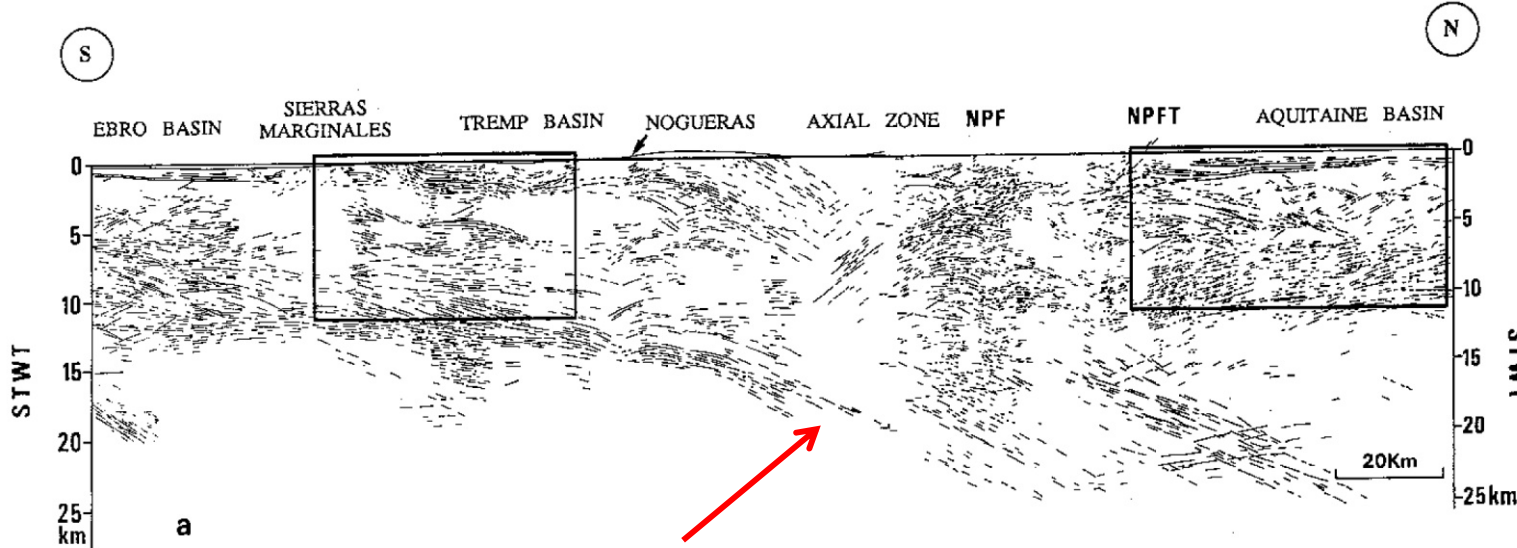 S
N
EBRO BASIN
SIERRAS
MARGINALES
TREMP BASIN
NOGUERAS
AXIAL ZONE
NPF
NPFT
AQUITAINE BASIN
0
5
10
15
20
25
km
STWT
0
5
10
15
20
25km
20Km
a